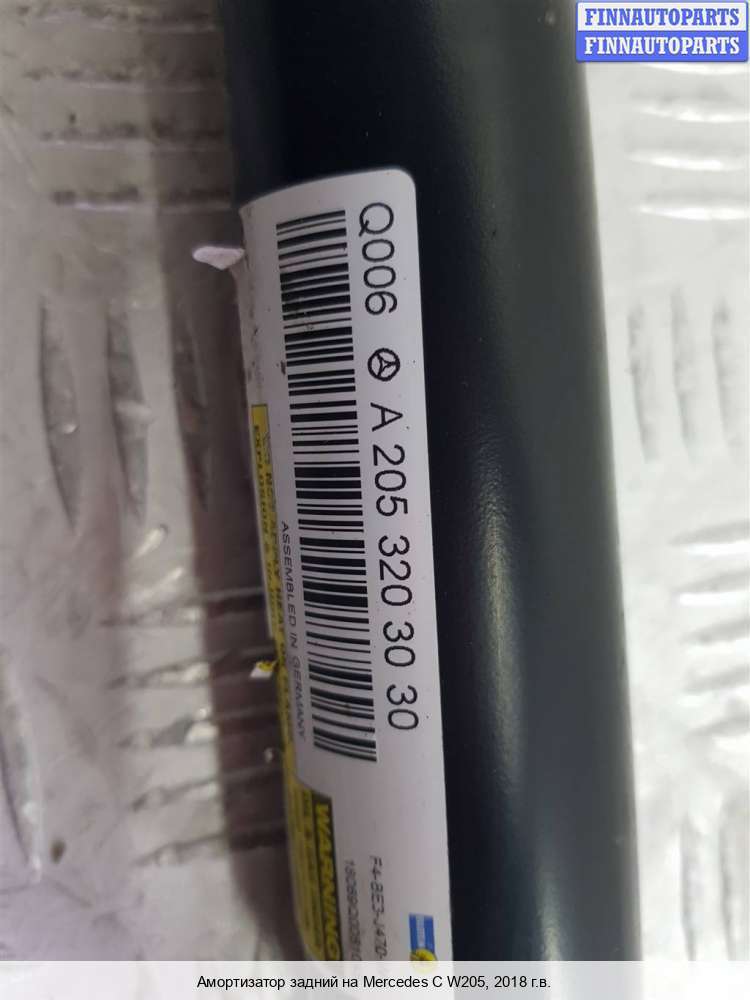 FINNAUTOPARTS
FINNAUTOPARTS
Q006 A 205 320 30 30
ASSEMBLED IN GERMANY
WARNING
Амортизатор задний на Mercedes C W205, 2018 г.в.